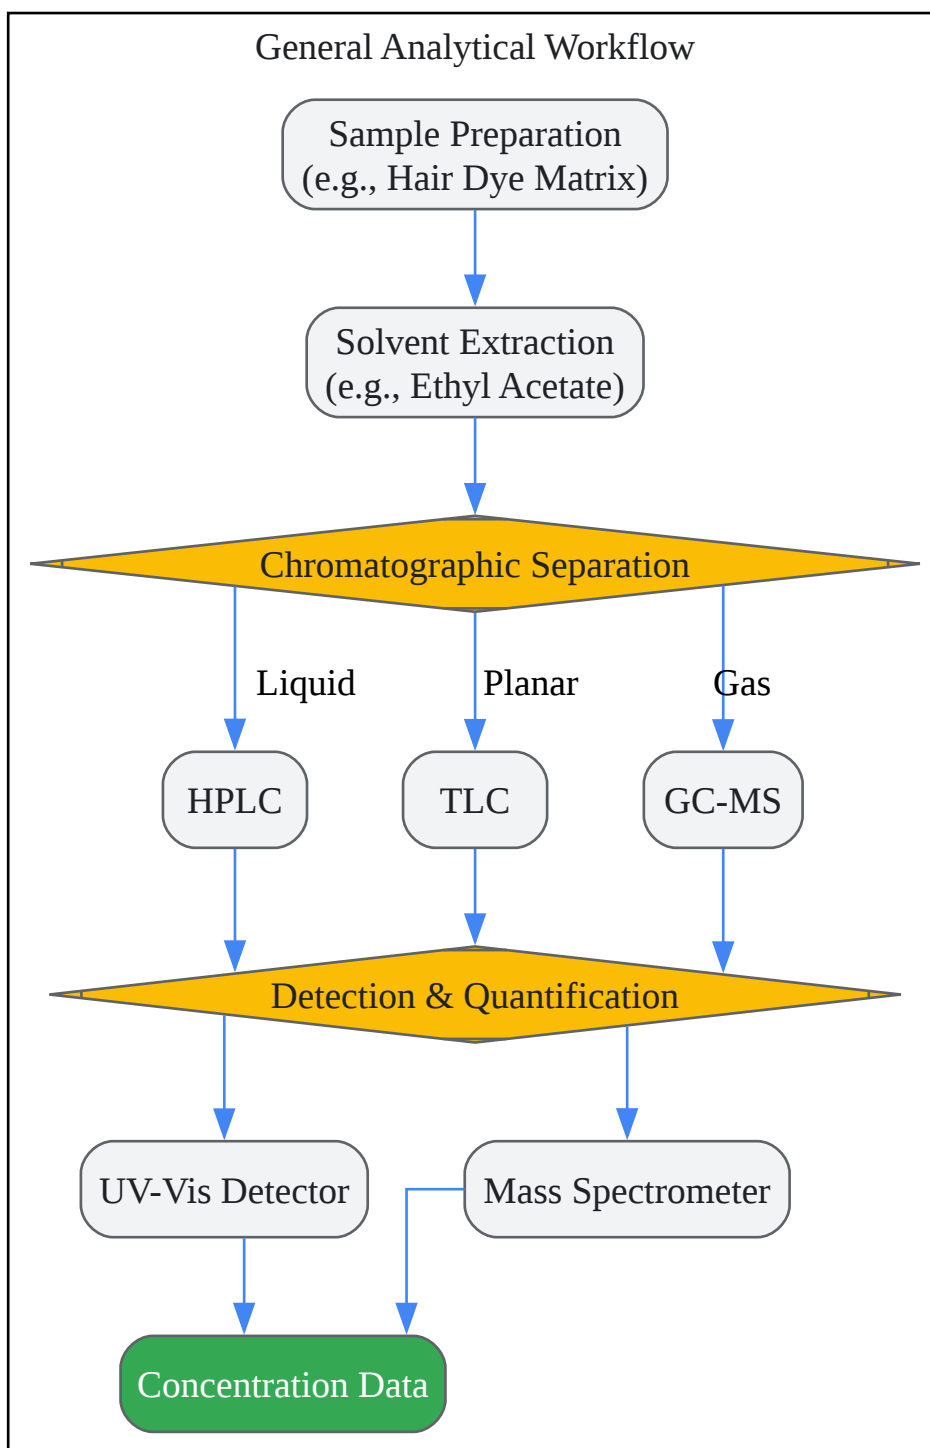 General Analytical Workflow
Sample Preparation
(e.g., Hair Dye Matrix)
Solvent Extraction
(e.g., Ethyl Acetate)
Chromatographic Separation
Liquid
Planar
Gas
HPLC
TLC
GC-MS
Detection & Quantification
UV-Vis Detector
Mass Spectrometer
Concentration Data